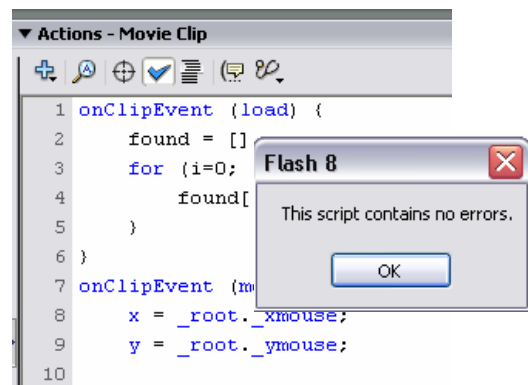 Actions - Movie Clip
1 onClipEvent (load) {
2 found = []
3 for (i=0;
4 found[
5 }
6 }
7 onClipEvent (m
8 x = _root._xmouse;
9 y = _root._ymouse;
10
Flash 8
This script contains no errors.
OK